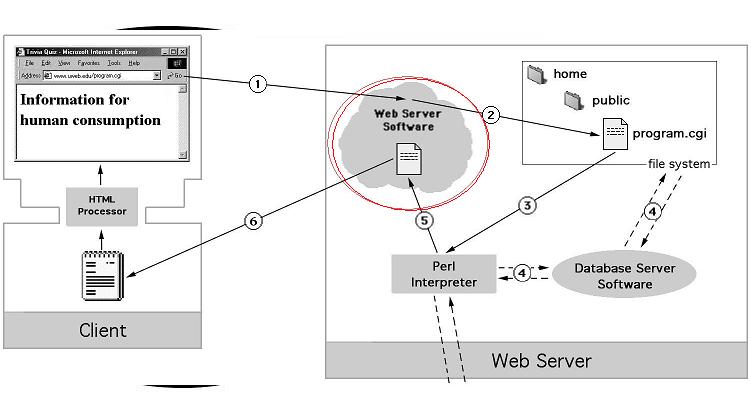 Trivia Quiz - Microsoft Internet Explorer
File Edit View Favorites Tools Help
Address www.uweb.edu/program.cgi Go
Information for
human consumption
HTML
Processor
Client
1
2
3
4
4
5
6
Web Server
Software
home
public
program.cgi
file system
Perl
Interpreter
Database Server
Software
Web Server